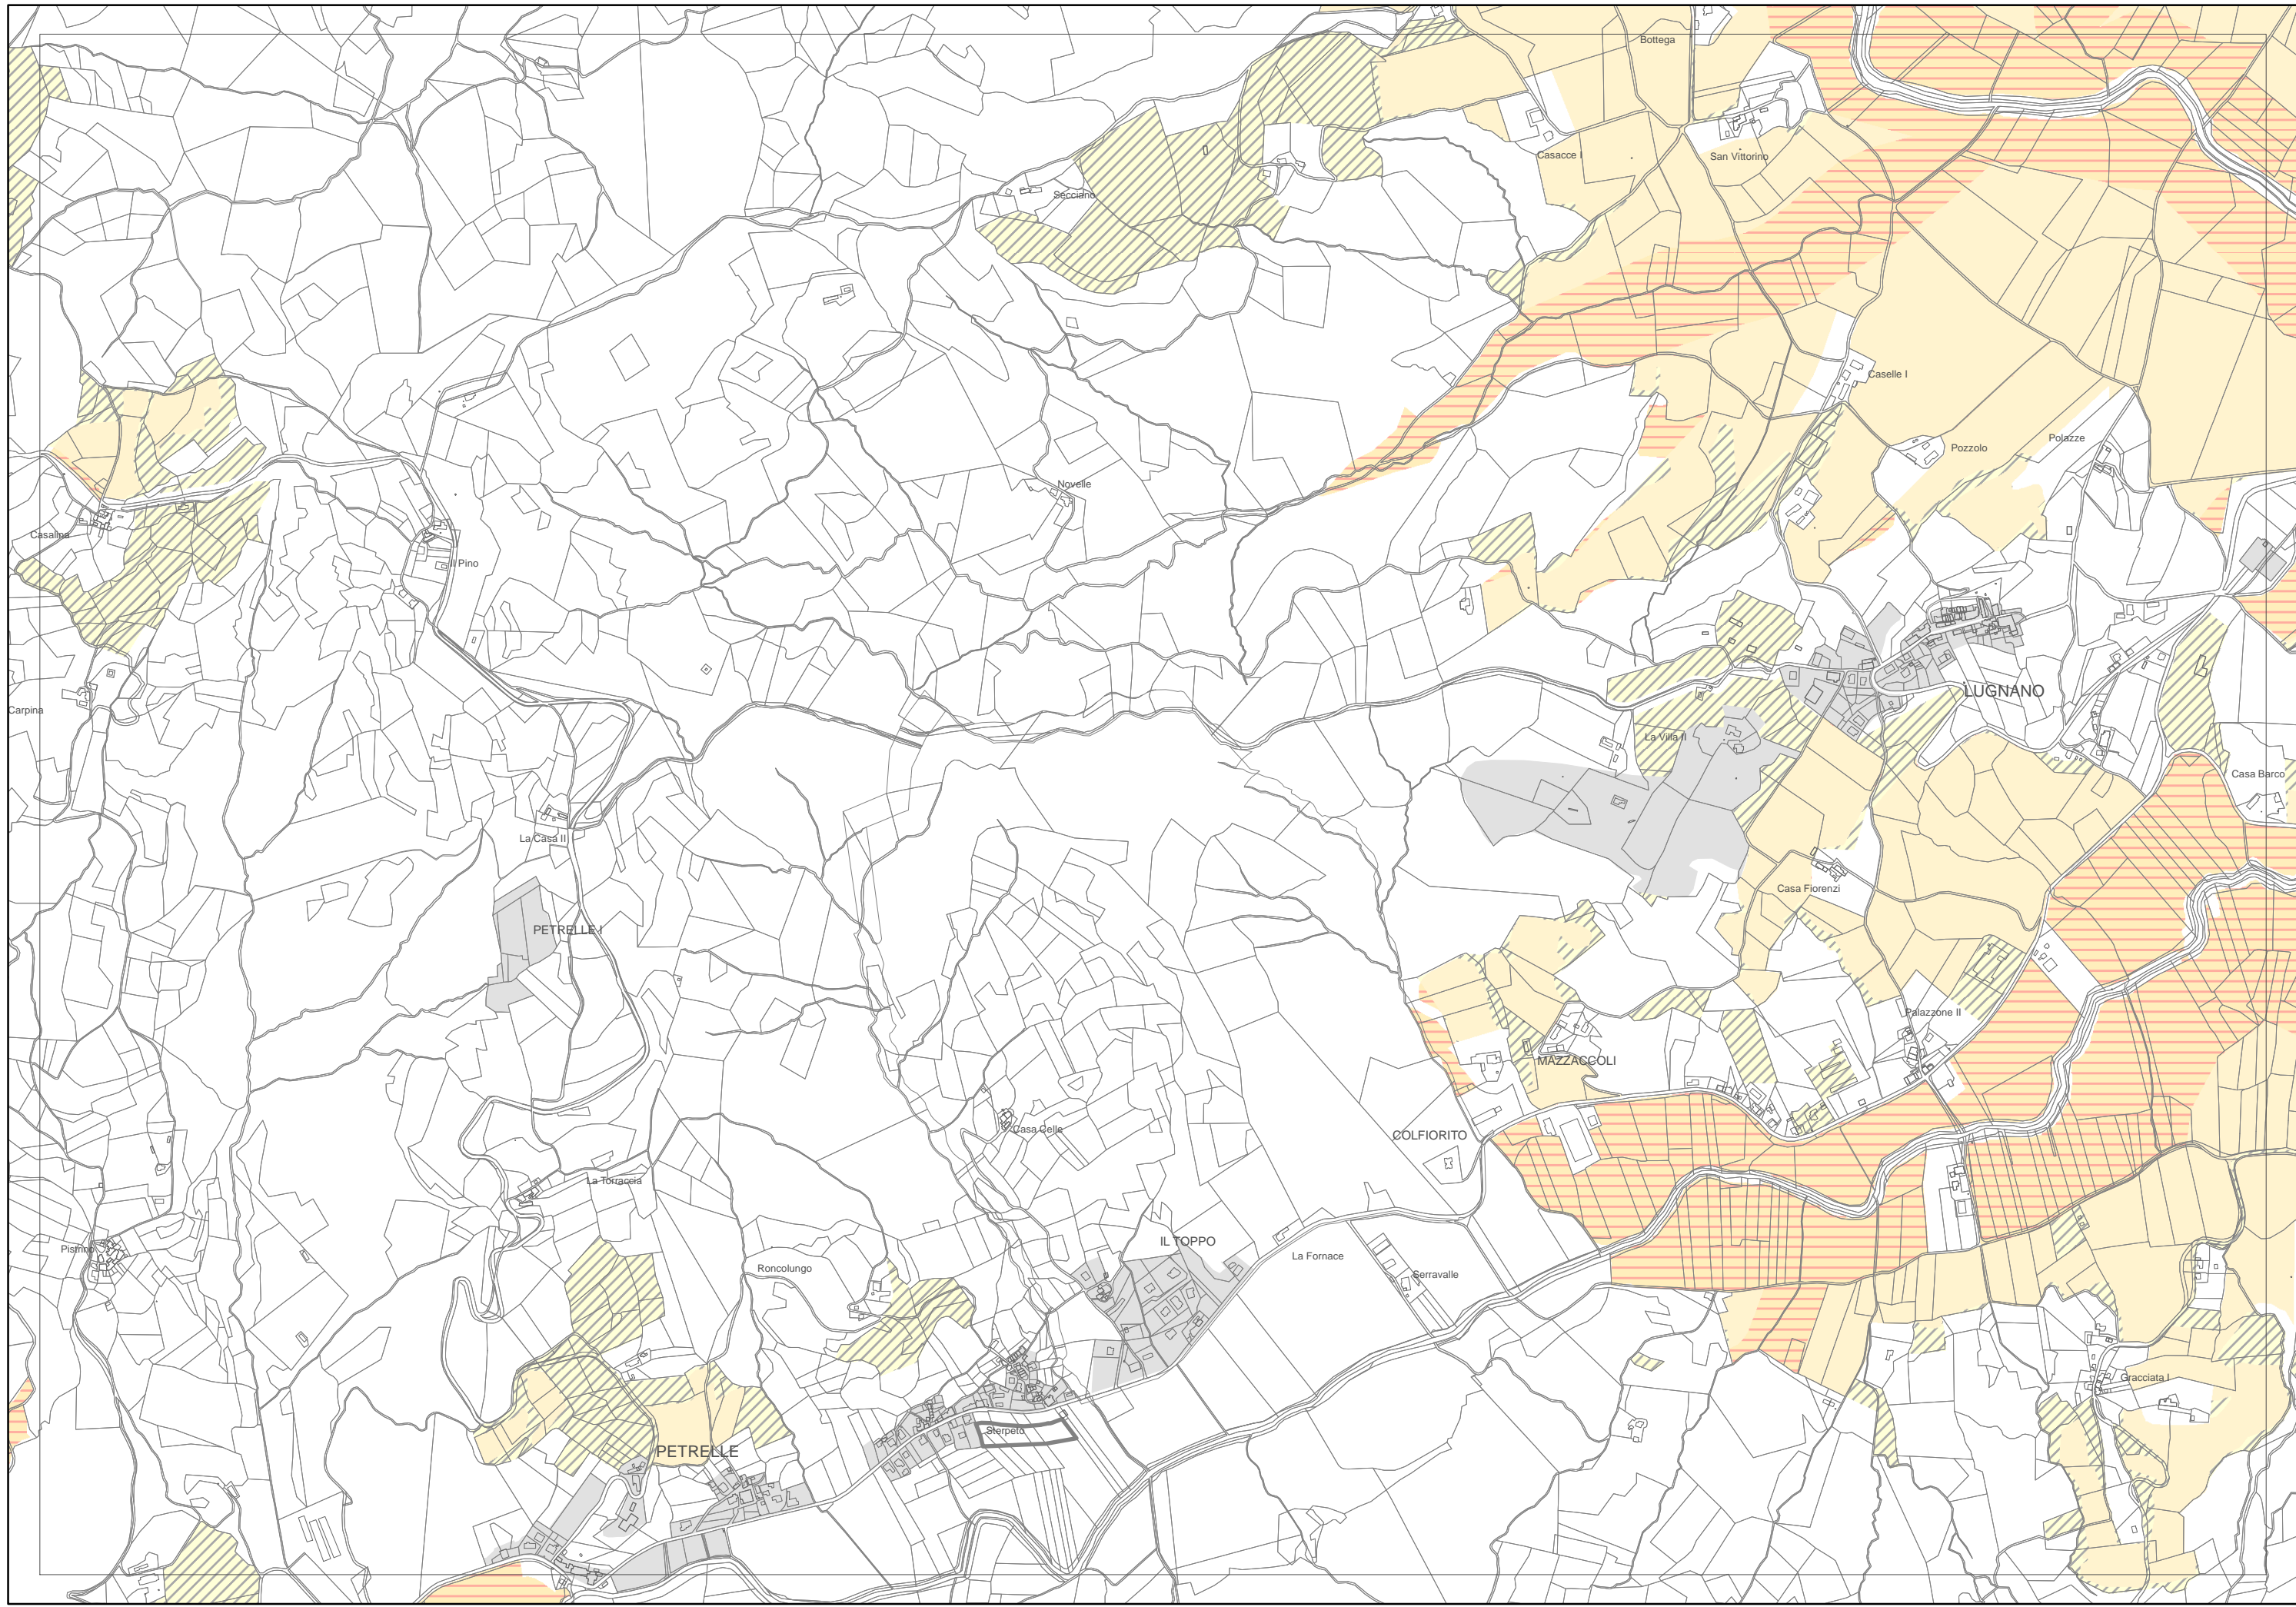 Bottega
Casacce I
San Vittorino
Secciano
Caselle I
Polazze
Pozzolo
Novelle
Casalina
Il Pino
LUGNANO
Carpina
La Villa II
Casa Barco
La Casa II
Casa Fiorenzi
PETRELLE I
Palazzone II
MAZZACCOLI
Casa Celle
COLFIORITO
La Torraccia
IL TOPPO
Pistrino
La Fornace
Roncolungo
Serravalle
Gracciata I
Sterpeto
PETRELLE